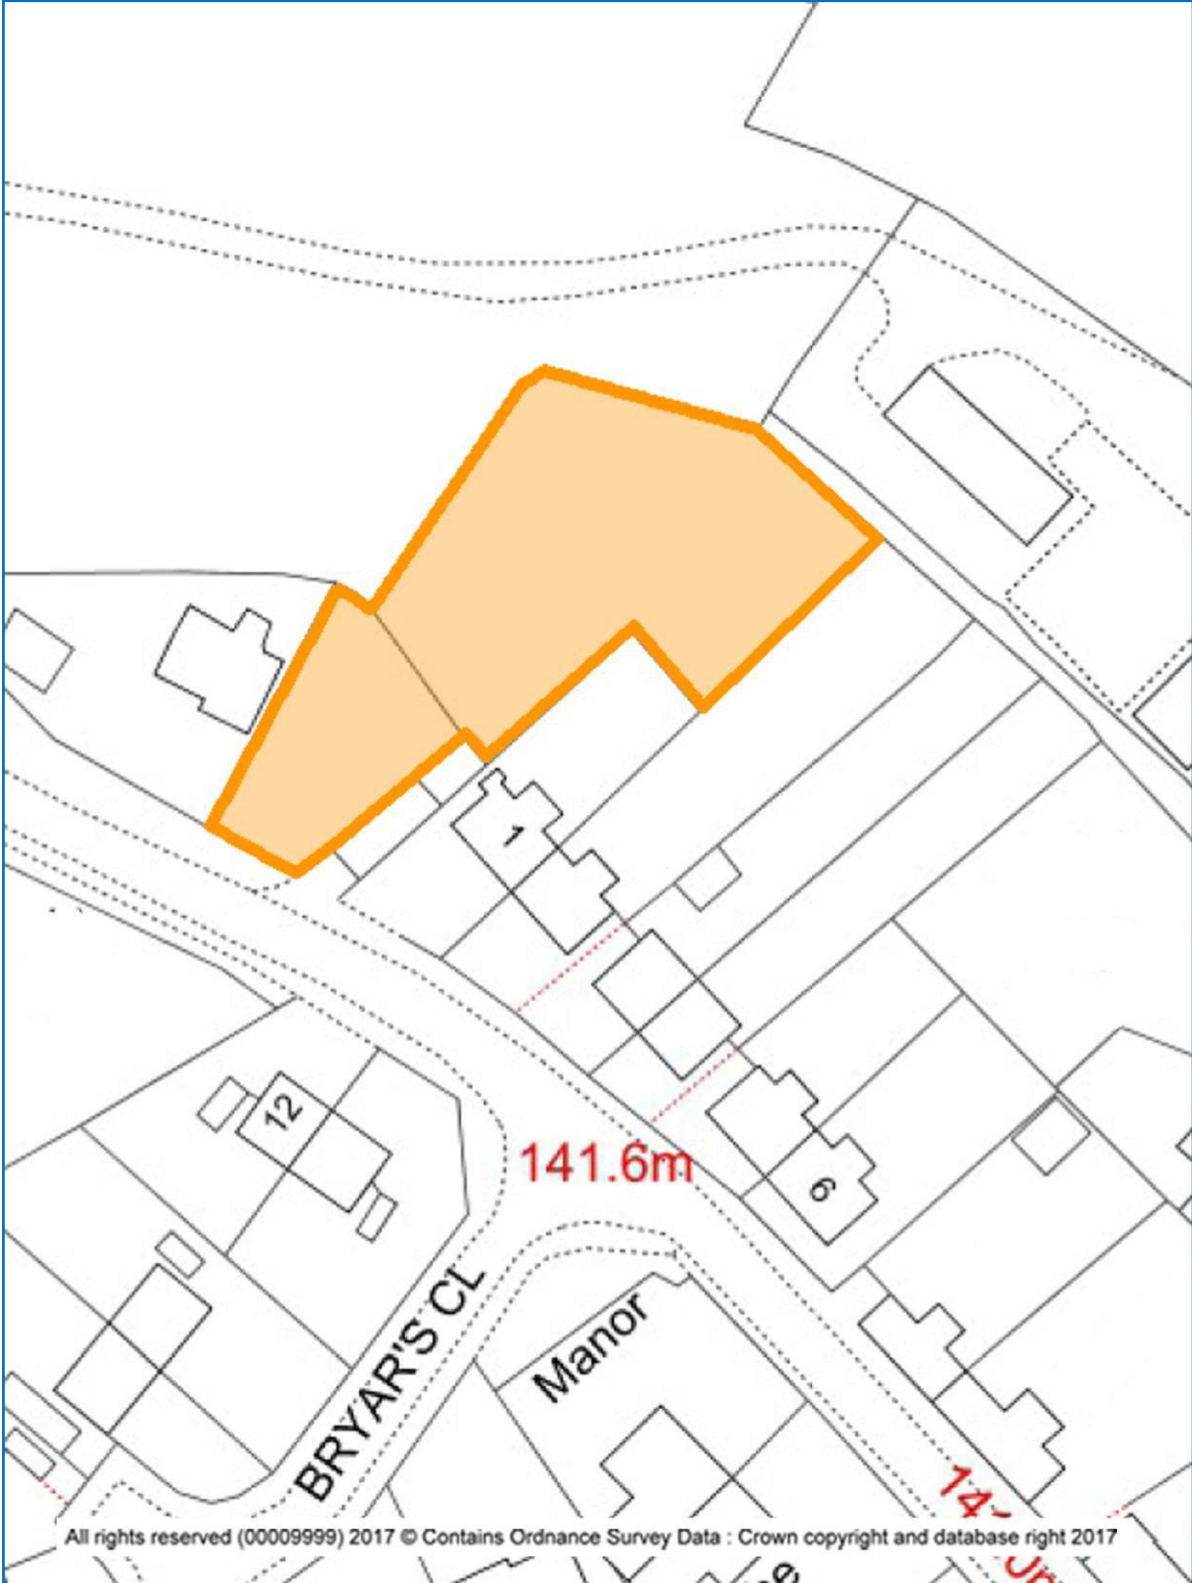 1
12
141.6m
6
BRYAR'S CL
Manor
All rights reserved (00009999) 2017 © Contains Ordnance Survey Data : Crown copyright and database right 2017